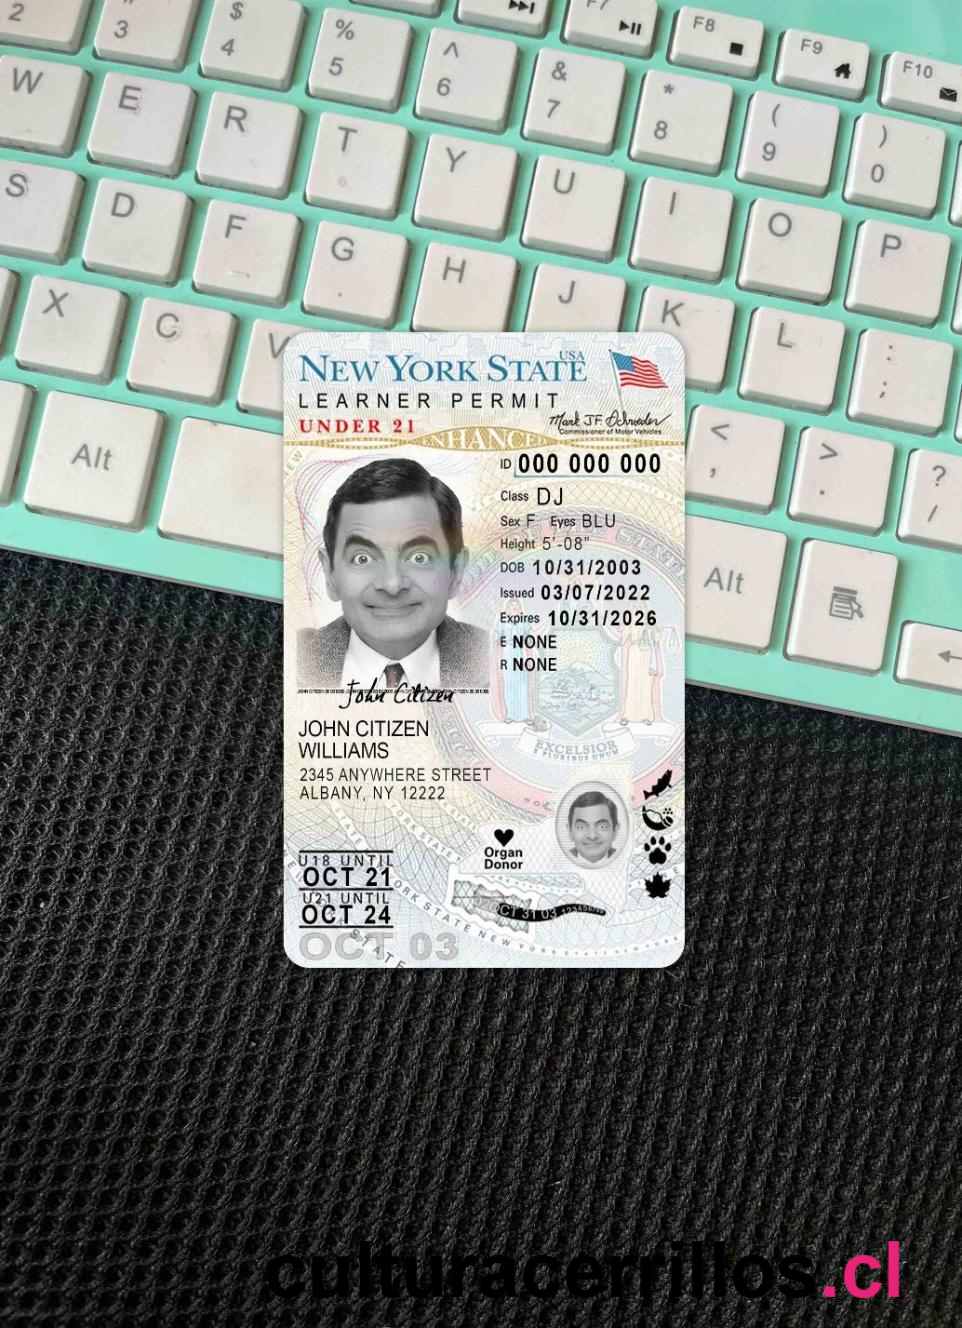 2 # 3 $ 4 % 5 ^ 6 & 7 * 8 ( 9 ) 0
F7 F8 F9 F10
W E R T Y U I O P
S D F G H J K L : ;
X C V < , > . ? /
Alt Alt
NEW YORK STATE USA
LEARNER PERMIT
UNDER 21
Mark J.F. Schroeder
Commissioner of Motor Vehicles
ENHANCED
ID 000 000 000
Class DJ
Sex F Eyes BLU
Height 5'-08"
DOB 10/31/2003
Issued 03/07/2022
Expires 10/31/2026
E NONE
R NONE
John Citizen
JOHN CITIZEN
WILLIAMS
2345 ANYWHERE STREET
ALBANY, NY 12222
EXCELSIOR
E PLURIBUS UNUM
Organ
Donor
U18 UNTIL
OCT 21
U21 UNTIL
OCT 24
OCT 03
OCT 31 03
culturacerrillos.cl